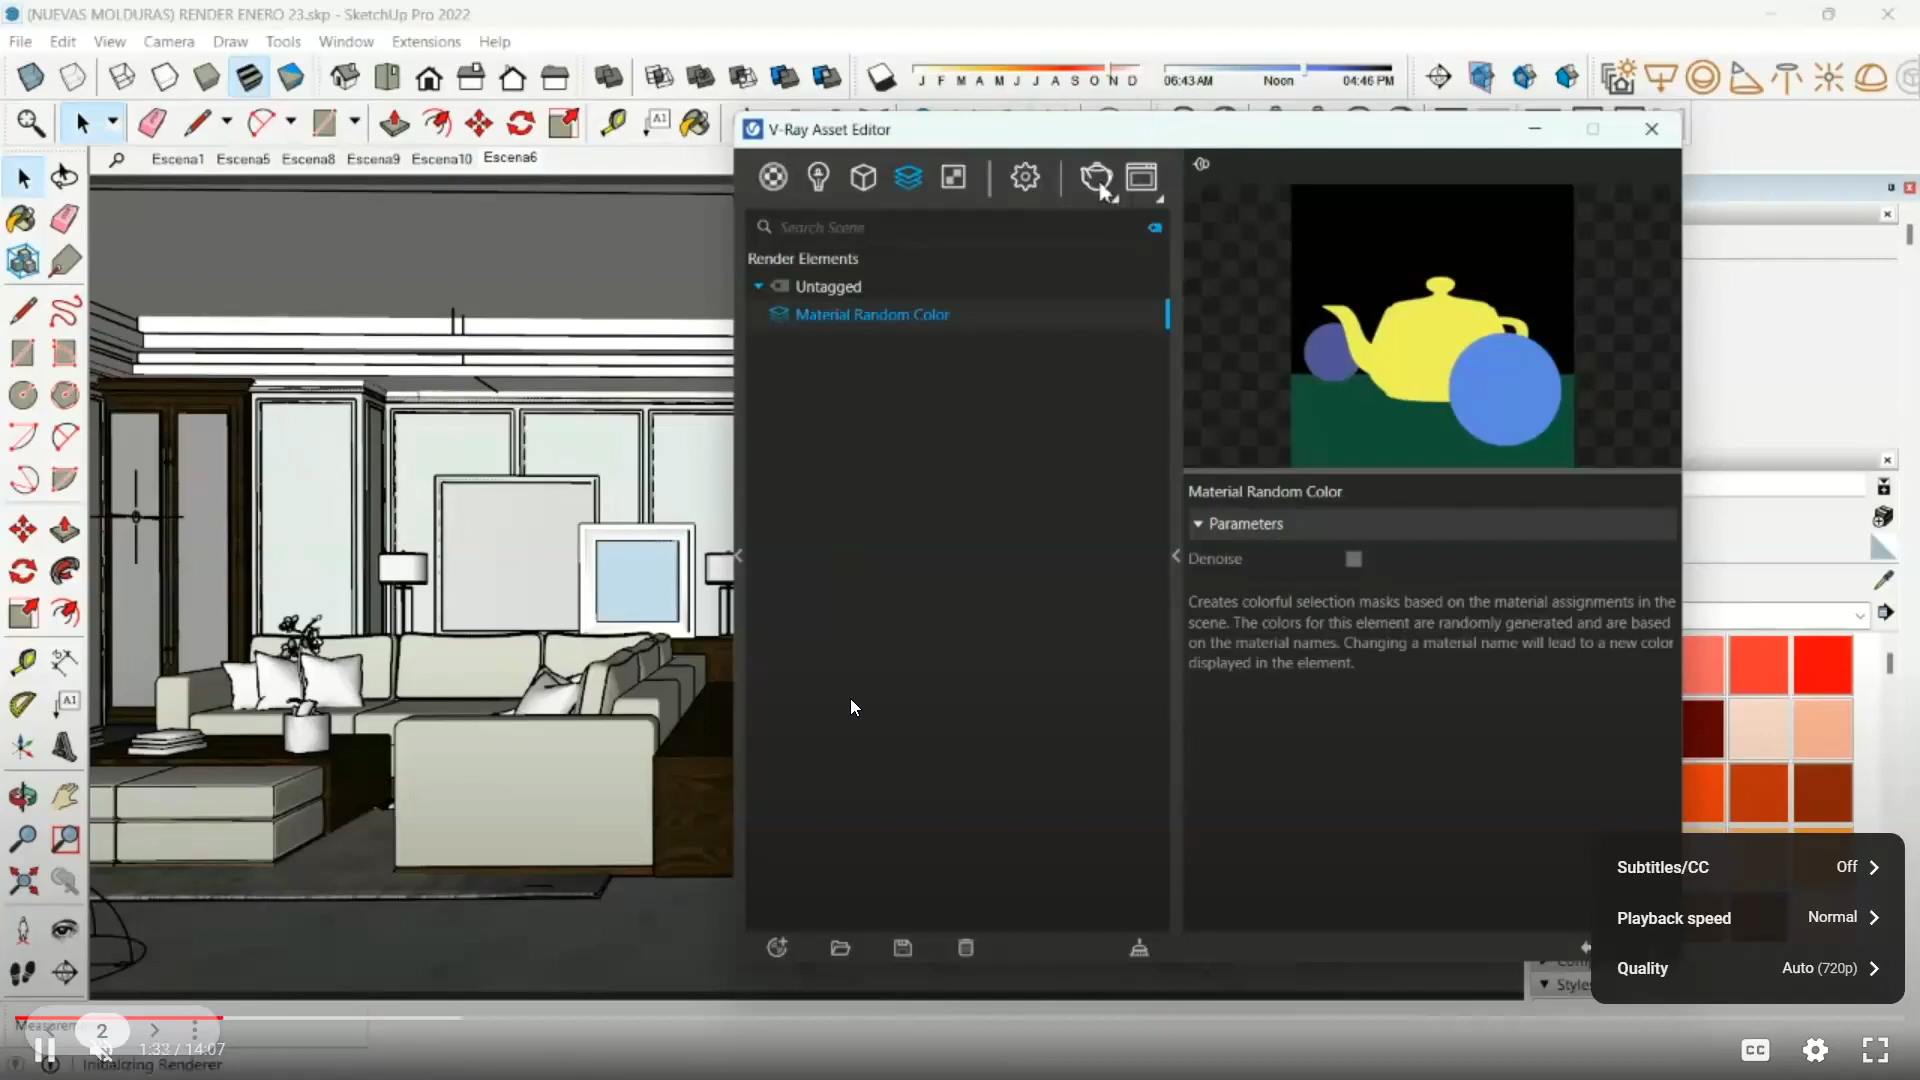 (NUEVAS MOLDURAS) RENDER ENERO 23.skp - SketchUp Pro 2022
File Edit View Camera Draw Tools Window Extensions Help
J F M A M J J A S O N D
06:43 AM Noon 04:46 PM
A1
V-Ray Asset Editor
Escena1 Escena5 Escena8 Escena9 Escena10 Escena6
Search Scene
Render Elements
Untagged
Material Random Color
Material Random Color
Parameters
Denoise
Creates colorful selection masks based on the material assignments in the
scene. The colors for this element are randomly generated and are based
on the material names. Changing a material name will lead to a new color
displayed in the element.
A1
Subtitles/CC Off
Playback speed Normal
Quality Auto (720p)
Styles
2
1:33 / 14:07
CC
Initializing Renderer